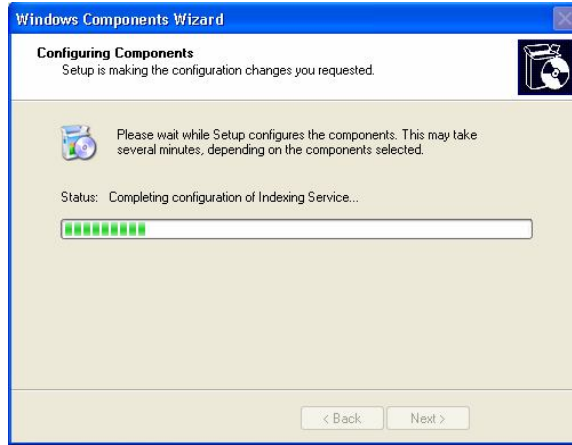 Windows Components Wizard
Configuring Components
Setup is making the configuration changes you requested.
Please wait while Setup configures the components. This may take
several minutes, depending on the components selected.
Status: Completing configuration of Indexing Service...
< Back Next >